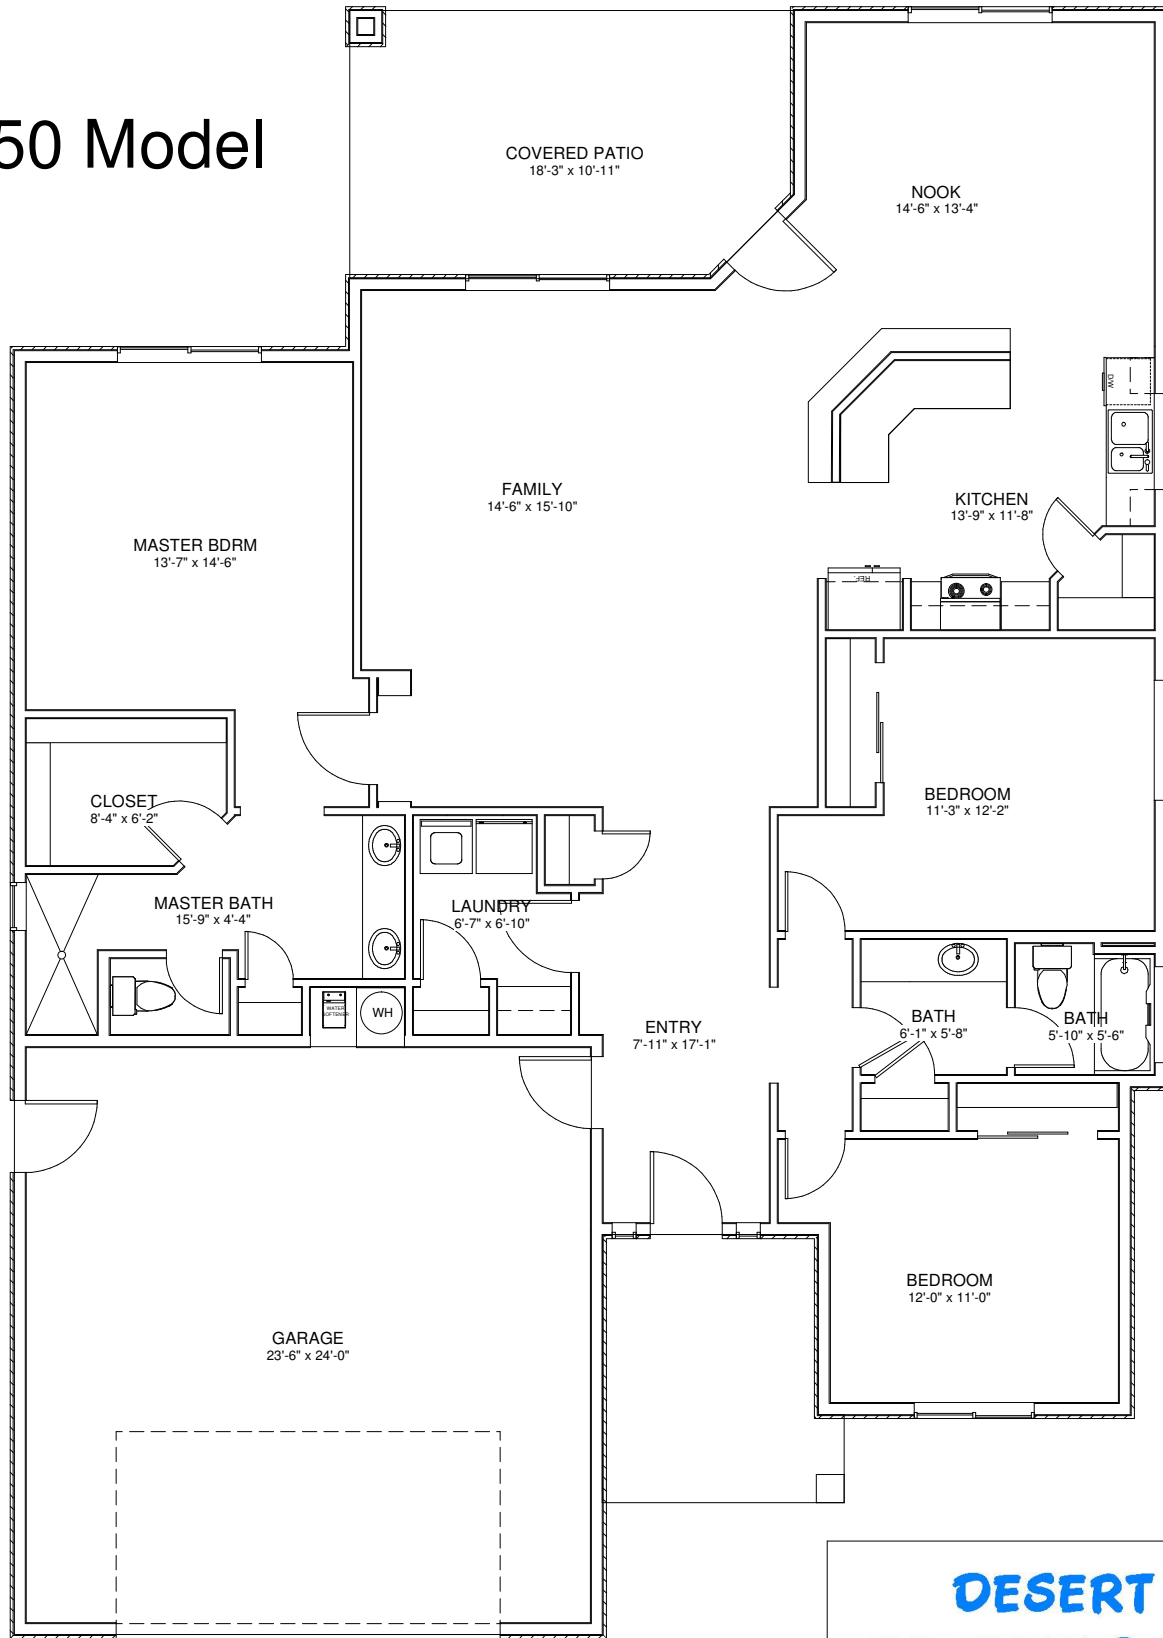 50 Model
COVERED PATIO
18'-3" x 10'-11"
NOOK
14'-6" x 13'-4"
D/W
FAMILY
14'-6" x 15'-10"
KITCHEN
13'-9" x 11'-8"
MASTER BDRM
13'-7" x 14'-6"
REF.
CLOSET
8'-4" x 6'-2"
BEDROOM
11'-3" x 12'-2"
MASTER BATH
15'-9" x 4'-4"
LAUNDRY
6'-7" x 6'-10"
WATER
SOFTENER
WH
ENTRY
7'-11" x 17'-1"
BATH
6'-1" x 5'-8"
BATH
5'-10" x 5'-6"
BEDROOM
12'-0" x 11'-0"
GARAGE
23'-6" x 24'-0"
DESERT